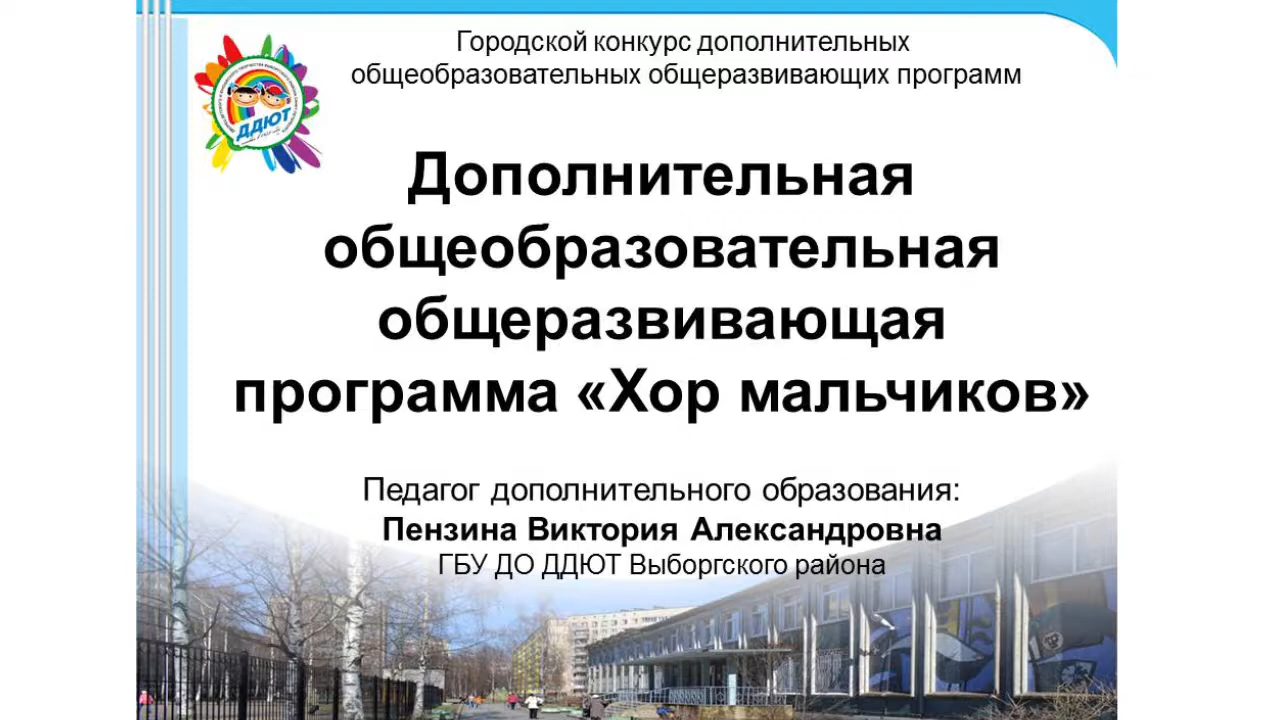 Городской конкурс дополнительных
общеобразовательных общеразвивающих программ
ДДЮТ
Дополнительная
общеобразовательная
общеразвивающая
программа «Хор мальчиков»
Педагог дополнительного образования:
Пензина Виктория Александровна
ГБУ ДО ДДЮТ Выборгского района